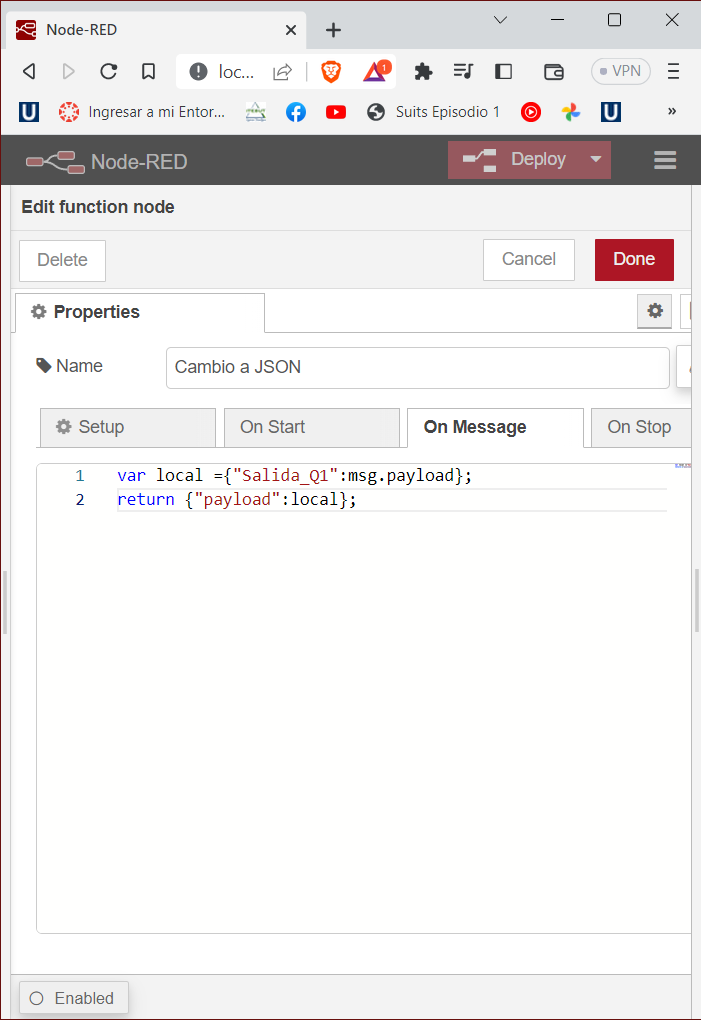 Node-RED
loc...
1
VPN
Ingresar a mi Entor...
Suits Episodio 1
»
Node-RED
Deploy
Edit function node
Delete
Cancel
Done
Properties
Name
Cambio a JSON
Setup
On Start
On Message
On Stop
1 var local ={"Salida_Q1":msg.payload};
2 return {"payload":local};
Enabled